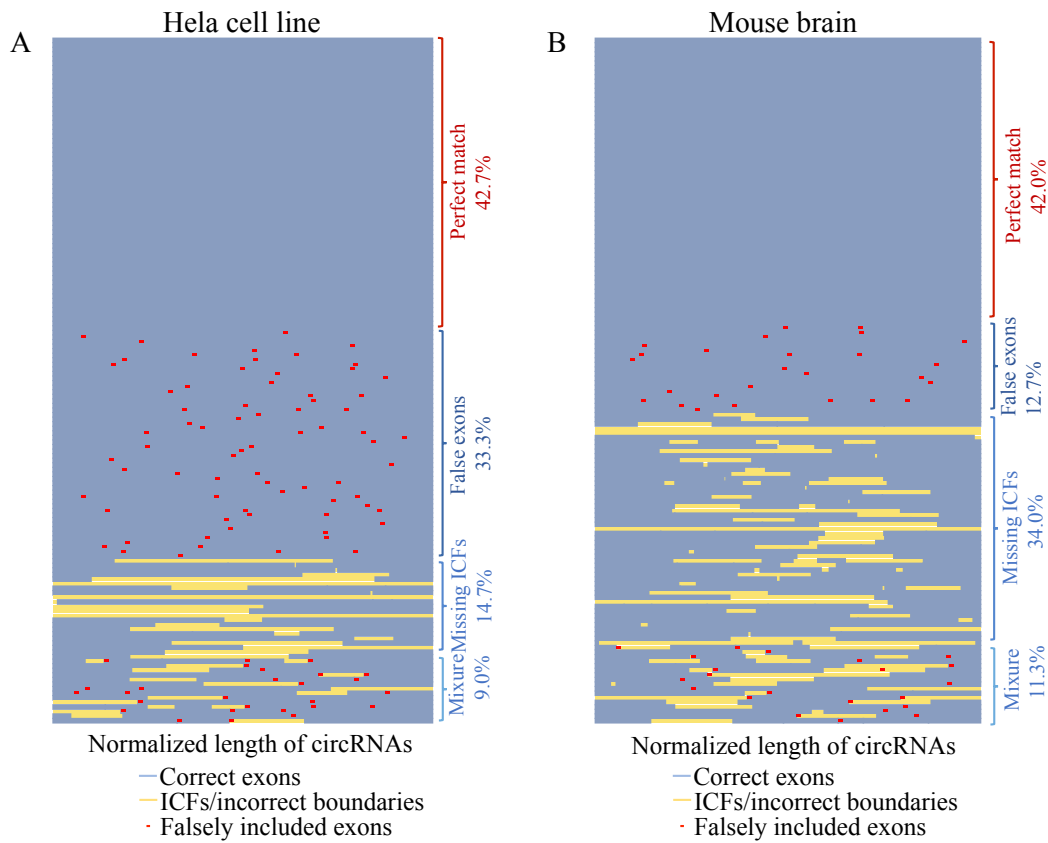 A
Hela cell line
Perfect match
42.7%
False exons
33.3%
Missing ICFs
14.7%
Mixure
9.0%
Normalized length of circRNAs
Correct exons
ICFs/incorrect boundaries
Falsely included exons
B
Mouse brain
Perfect match
42.0%
False exons
12.7%
Missing ICFs
34.0%
Mixure
11.3%
Normalized length of circRNAs
Correct exons
ICFs/incorrect boundaries
Falsely included exons